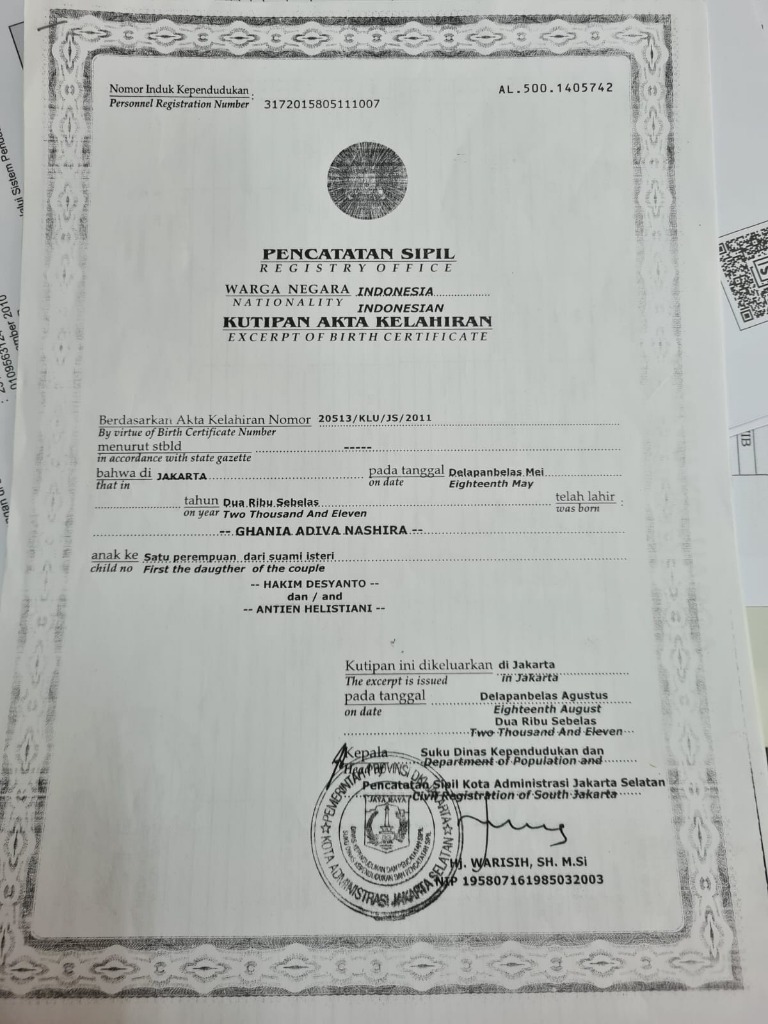 Nomor Induk Kependudukan
Personnel Registration Number : 3172015805111007
AL.500.1405742
PENCATATAN SIPIL
REGISTRY OFFICE
WARGA NEGARA INDONESIA
NATIONALITY INDONESIAN
KUTIPAN AKTA KELAHIRAN
EXCERPT OF BIRTH CERTIFICATE
Berdasarkan Akta Kelahiran Nomor 20513/KLU/JS/2011
By virtue of Birth Certificate Number
menurut stbld -----
in accordance with state gazette
bahwa di JAKARTA pada tanggal Delapanbelas Mei
that in on date Eighteenth May
tahun Dua Ribu Sebelas telah lahir :
on year Two Thousand And Eleven was born
-- GHANIA ADIVA NASHIRA --
anak ke Satu perempuan dari suami isteri
child no First the daugther of the couple
-- HAKIM DESYANTO --
dan / and
-- ANTIEN HELISTIANI --
Kutipan ini dikeluarkan di Jakarta
The excerpt is issued in Jakarta
pada tanggal Delapanbelas Agustus
on date Eighteenth August
Dua Ribu Sebelas
Two Thousand And Eleven
Kepala Suku Dinas Kependudukan dan
Department of Population and
Pencatatan Sipil Kota Administrasi Jakarta Selatan
Civil Registration of South Jakarta
PEMERINTAH PROVINSI DKI JAKARTA
JAYA RAYA
KOTA ADMINISTRASI JAKARTA SELATAN
HJ. WARISIH, SH. M.Si
NIP 195807161985032003